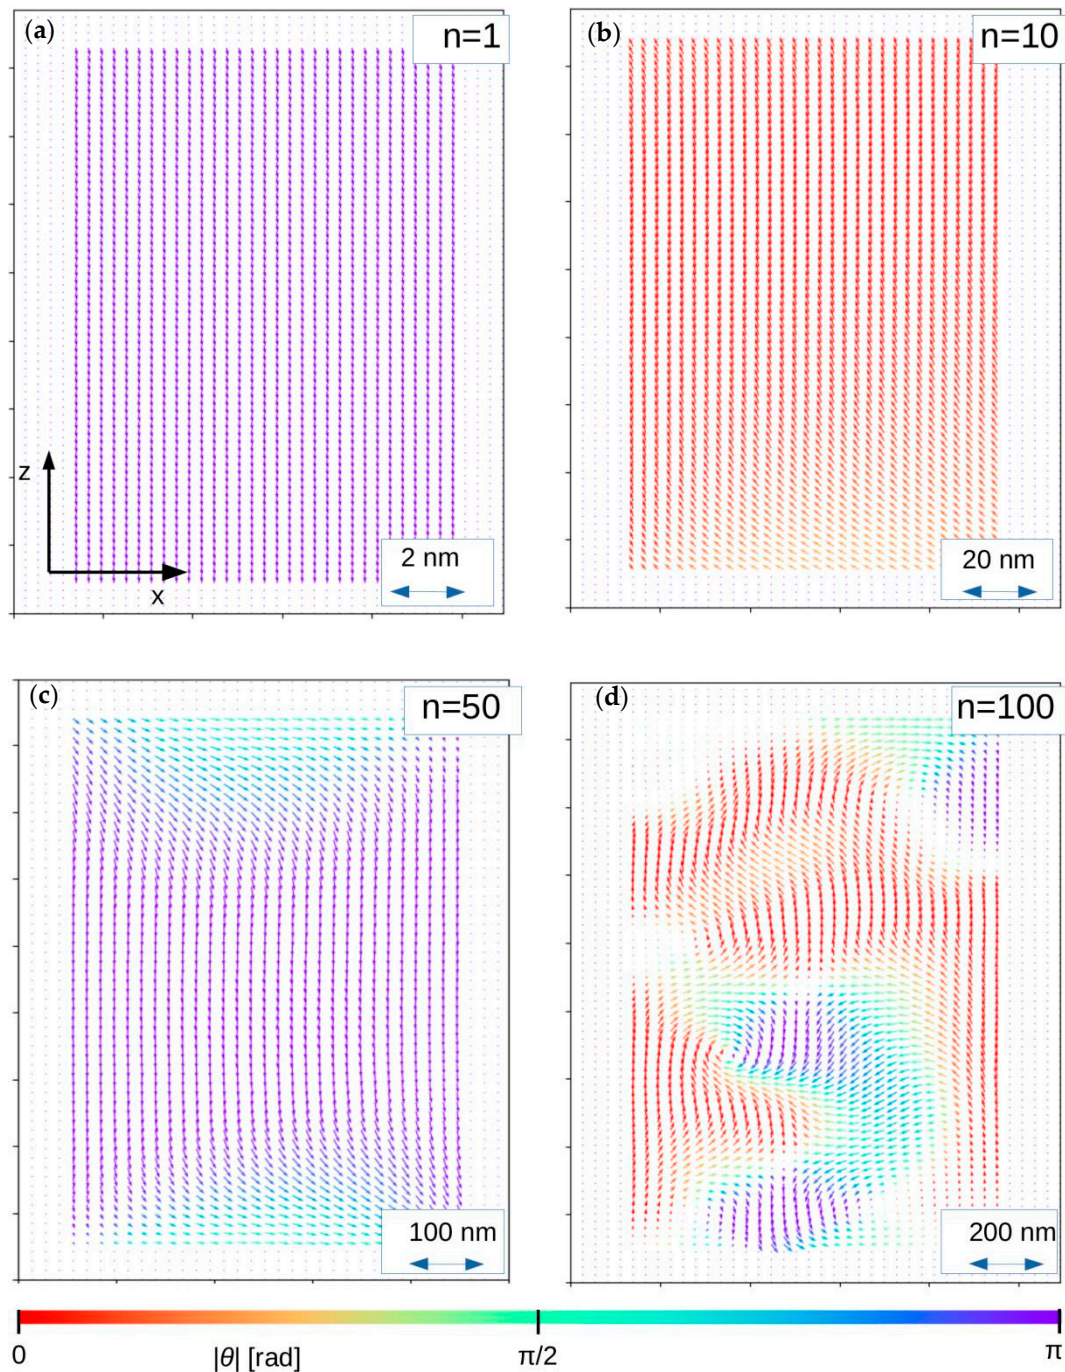 (a)
n=1
z
x
2 nm
(b)
n=10
20 nm
(c)
n=50
100 nm
(d)
n=100
200 nm
0
|θ| [rad]
π/2
π